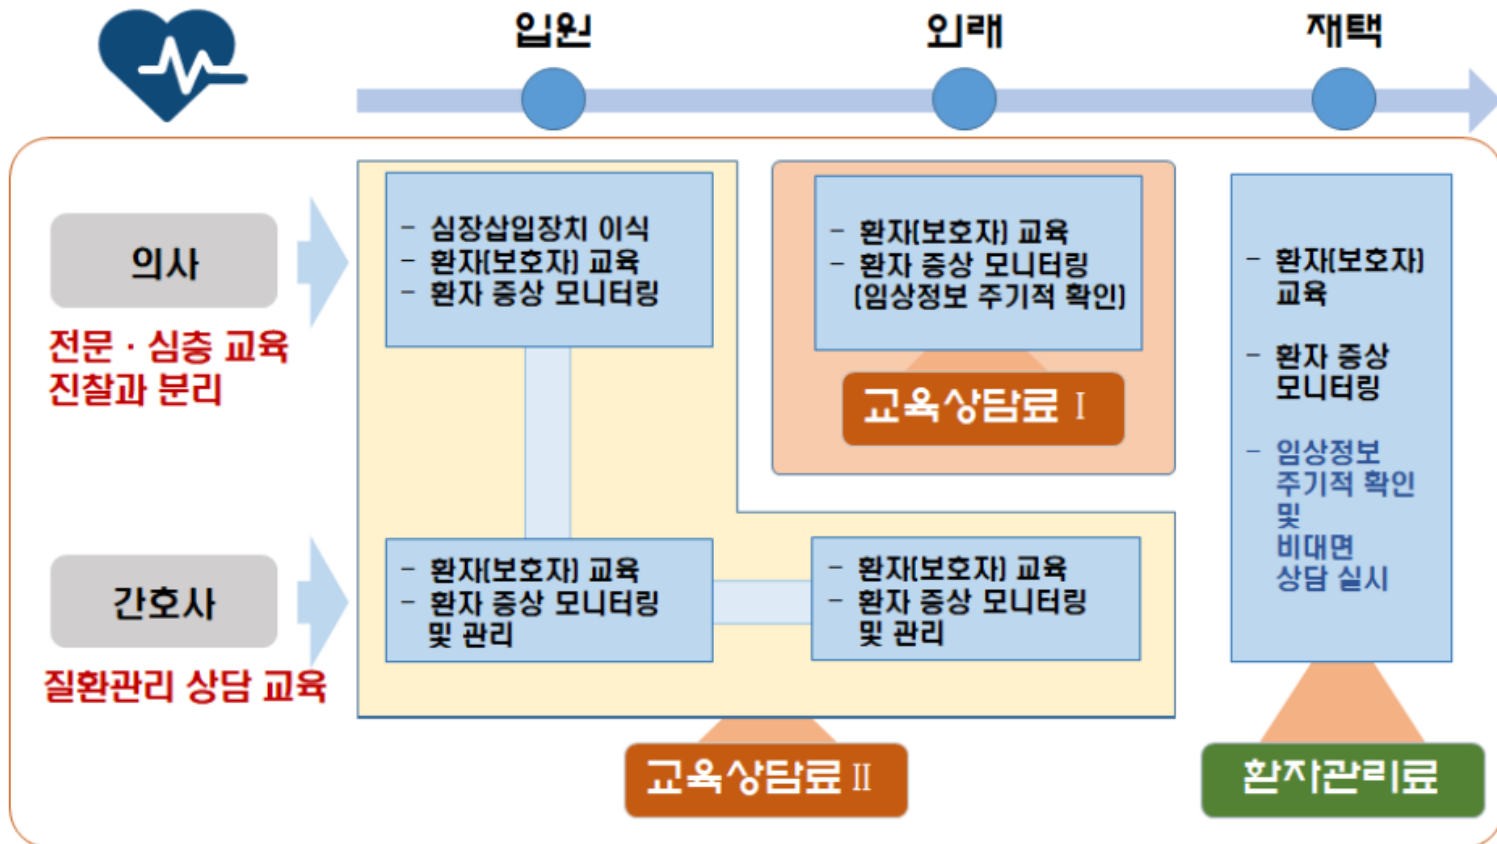 입원
외래
재택
의사
전문 · 심층 교육
진찰과 분리
- 심장삽입장치 이식
- 환자(보호자) 교육
- 환자 증상 모니터링
- 환자(보호자) 교육
- 환자 증상 모니터링
(임상정보 주기적 확인)
교육상담료 Ⅰ
- 환자(보호자)
교육
- 환자 증상
모니터링
- 임상정보
주기적 확인
및
비대면
상담 실시
간호사
질환관리 상담 교육
- 환자(보호자) 교육
- 환자 증상 모니터링
및 관리
- 환자(보호자) 교육
- 환자 증상 모니터링
및 관리
교육상담료 Ⅱ
환자관리료